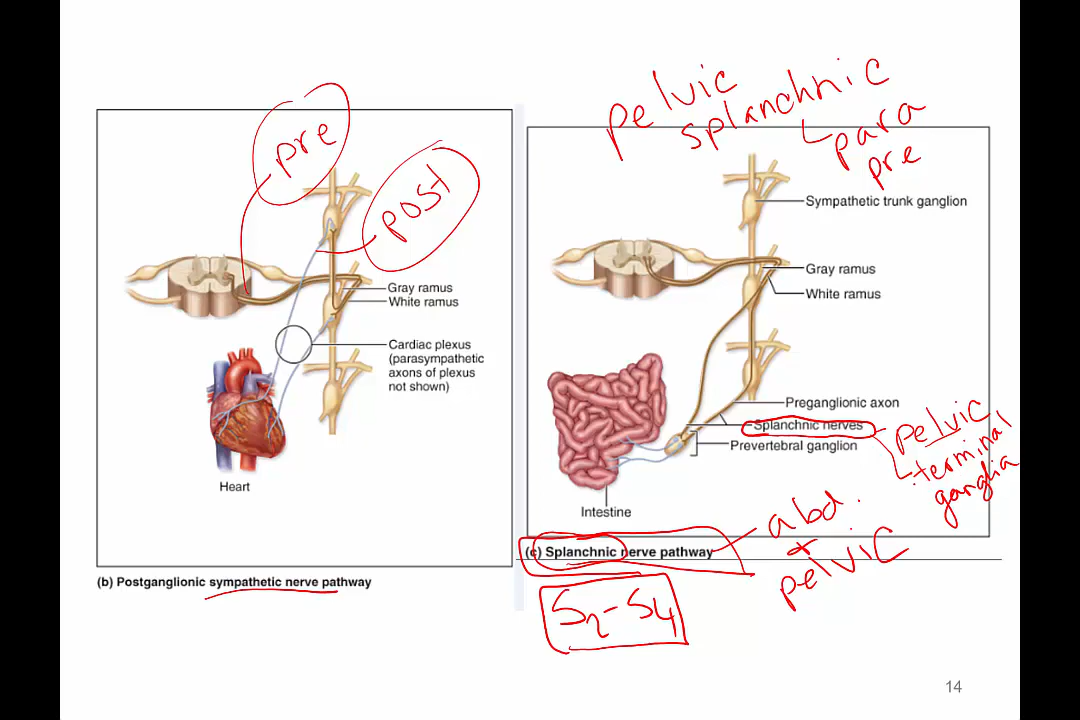 pre
post
Gray ramus
White ramus
Cardiac plexus
(parasympathetic
axons of plexus
not shown)
Heart
(b) Postganglionic sympathetic nerve pathway
pelvic
splanchnic
para
pre
Sympathetic trunk ganglion
Gray ramus
White ramus
Preganglionic axon
Splanchnic nerves
Prevertebral ganglion
pelvic
terminal
ganglia
Intestine
(c) Splanchnic nerve pathway
abd.
+
pelvic
S2-S4
14